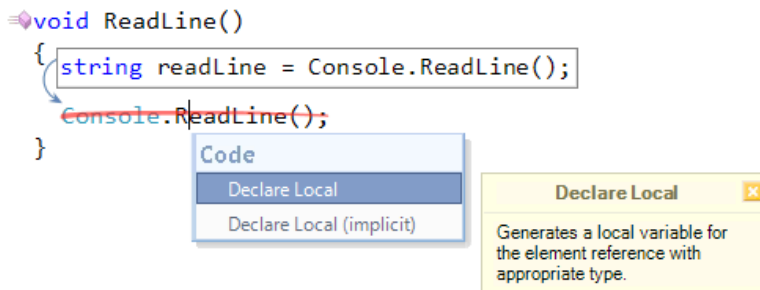 void ReadLine()
{
string readLine = Console.ReadLine();
Console.ReadLine();
}
Code
Declare Local
Declare Local (implicit)
Declare Local
Generates a local variable for
the element reference with
appropriate type.